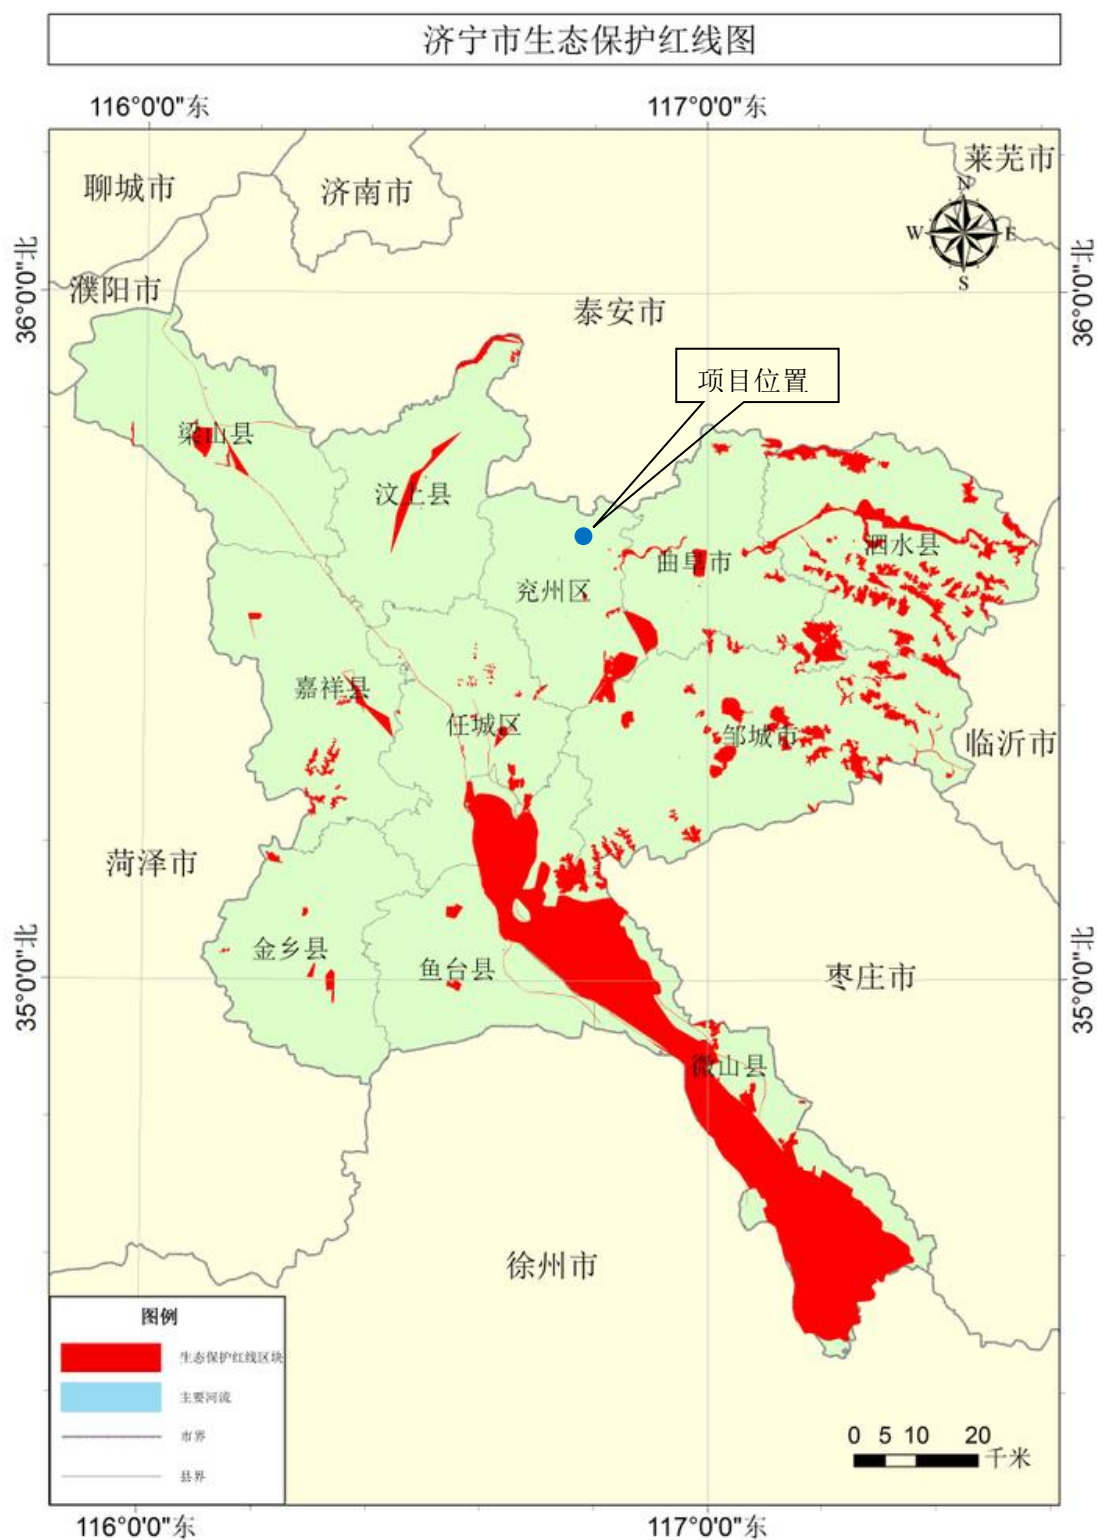 济宁市生态保护红线图
116°0'0"东
117°0'0"东
莱芜市
聊城市
济南市
N
W
E
S
36°0'0"北
36°0'0"北
濮阳市
泰安市
项目位置
梁山县
汶上县
泗水县
曲阜市
兖州区
嘉祥县
任城区
邹城市
临沂市
菏泽市
金乡县
鱼台县
枣庄市
35°0'0"北
35°0'0"北
微山县
徐州市
图例
生态保护红线区块
主要河流
市界
县界
0 5 10 20
千米
116°0'0"东
117°0'0"东